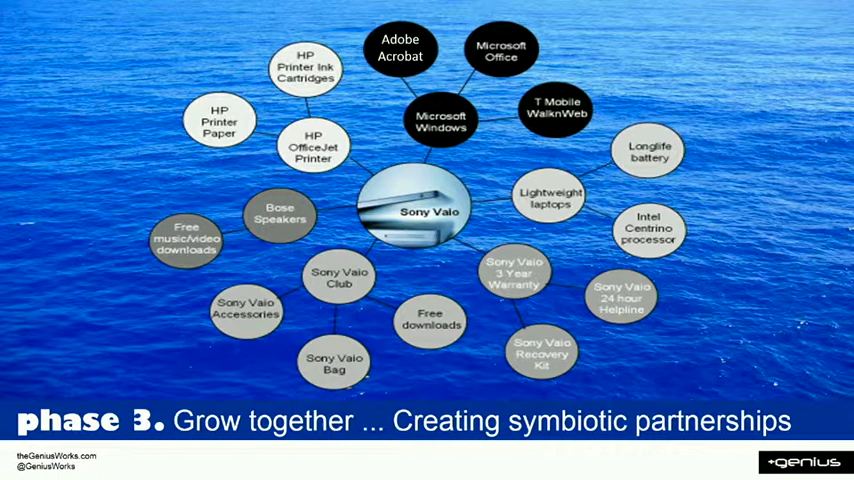 Adobe
Acrobat
Microsoft
Office
HP
Printer Ink
Cartridges
T Mobile
WalknWeb
HP
Printer
Paper
Microsoft
Windows
HP
OfficeJet
Printer
Longlife
battery
Lightweight
laptops
Sony Vaio
Bose
Speakers
Intel
Centrino
processor
Free
music/video
downloads
Sony Vaio
Club
Sony Vaio
3 Year
Warranty
Sony Vaio
24 hour
Helpline
Sony Vaio
Accessories
Free
downloads
Sony Vaio
Bag
Sony Vaio
Recovery
Kit
phase 3. Grow together ... Creating symbiotic partnerships
theGeniusWorks.com
@GeniusWorks
+genius